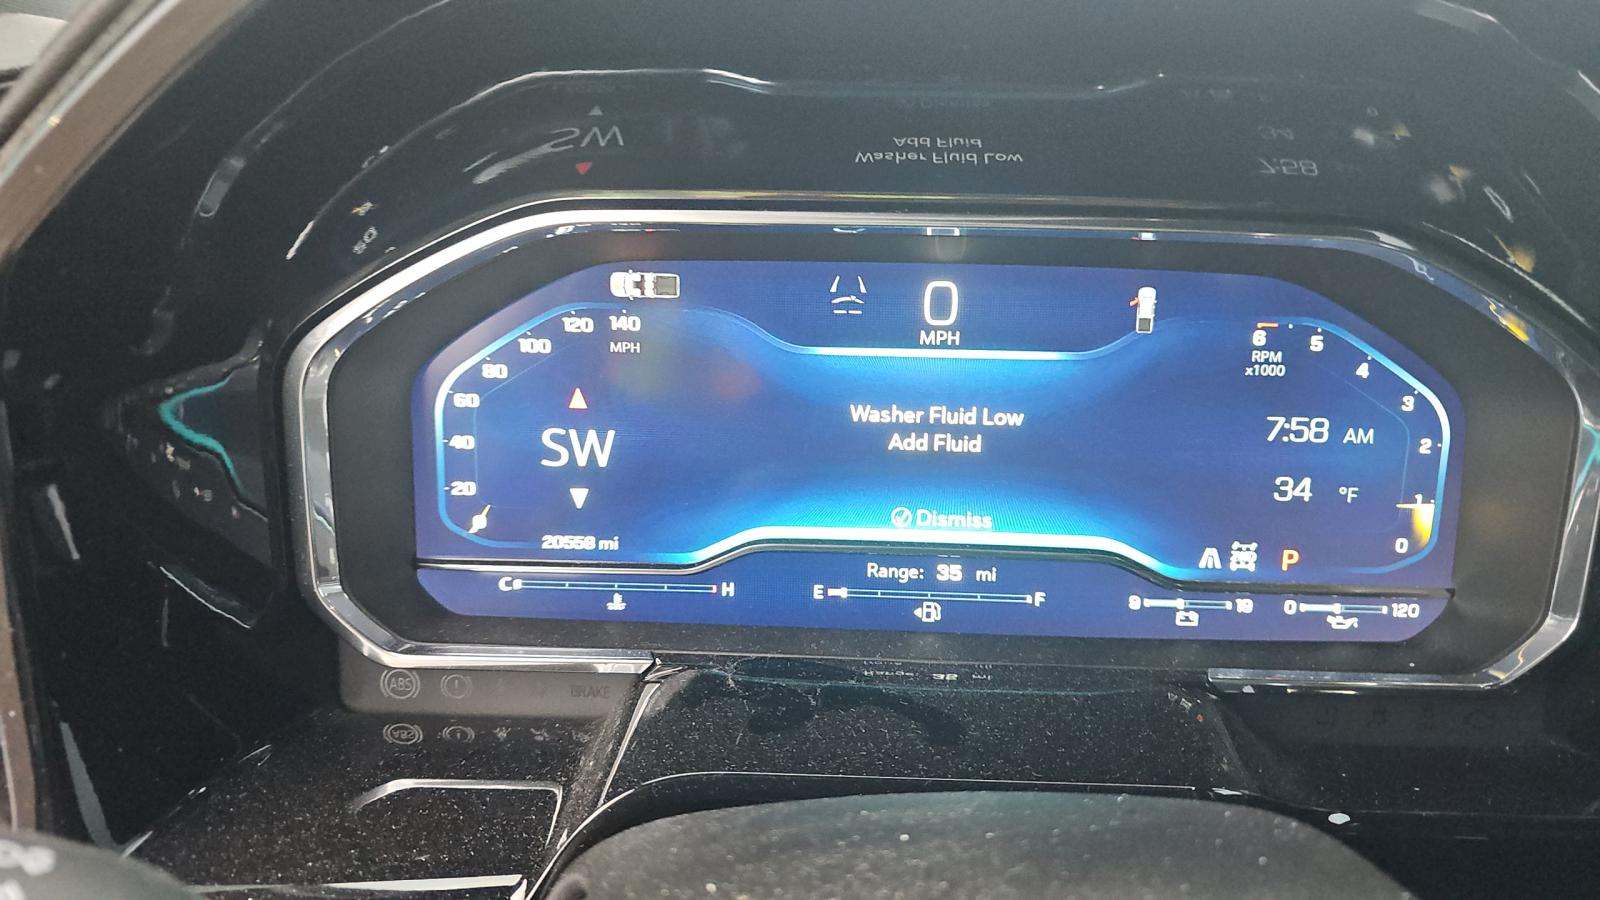 0
MPH
120 140
100
MPH
80
60
40
20
SW
20558 mi
Washer Fluid Low
Add Fluid
Dismiss
6 5
RPM
x1000
4
3
2
1
0
7:58 AM
34 °F
P
Range: 35 mi
C H
E F
9 19
0 120
ABS
BRAKE